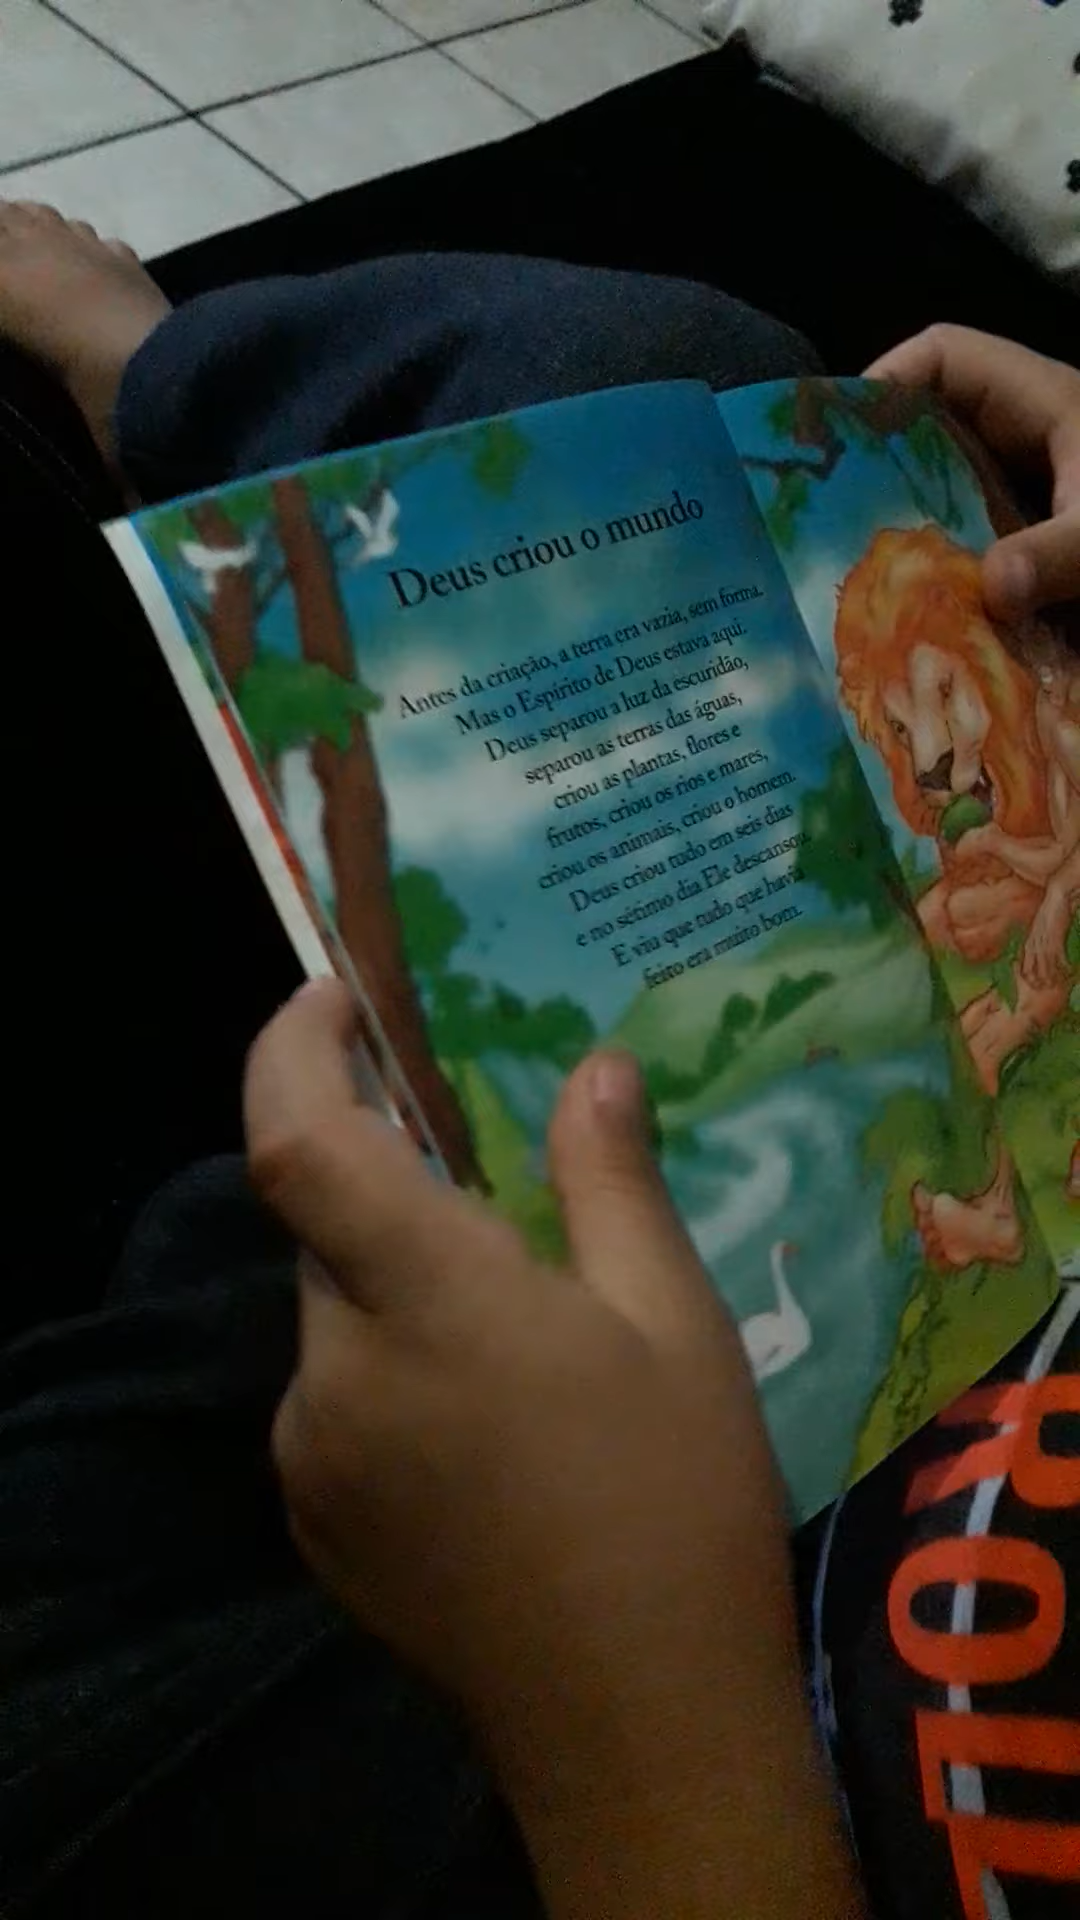 Deus criou o mundo
Antes da criação, a terra era vazia, sem forma.
Mas o Espírito de Deus estava aqui.
Deus separou a luz da escuridão,
separou as terras das águas,
criou as plantas, flores e
frutos, criou os rios e mares,
criou os animais, criou o homem.
Deus criou tudo em seis dias
e no sétimo dia Ele descansou.
E viu que tudo que havia
feito era muito bom.